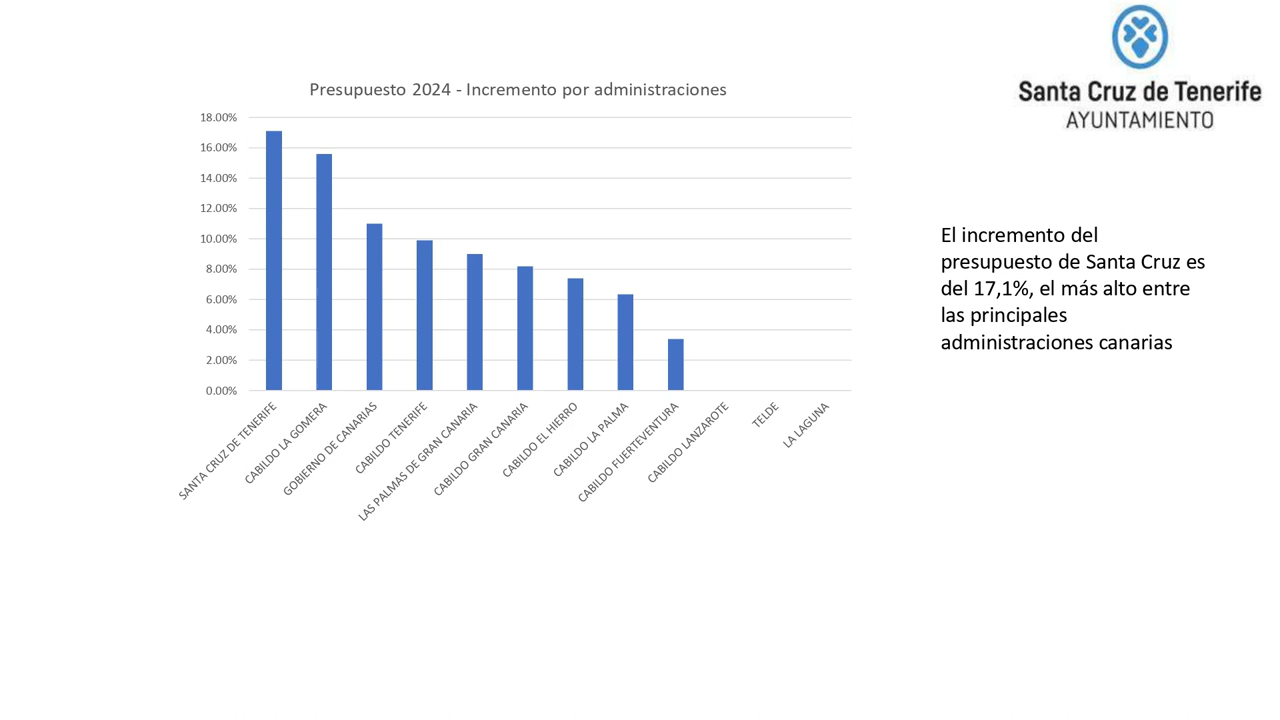 Santa Cruz de Tenerife
AYUNTAMIENTO
Presupuesto 2024 - Incremento por administraciones
18.00%
16.00%
14.00%
12.00%
10.00%
8.00%
6.00%
4.00%
2.00%
0.00%
SANTA CRUZ DE TENERIFE
CABILDO LA GOMERA
GOBIERNO DE CANARIAS
CABILDO TENERIFE
LAS PALMAS DE GRAN CANARIA
CABILDO GRAN CANARIA
CABILDO EL HIERRO
CABILDO LA PALMA
CABILDO FUERTEVENTURA
CABILDO LANZAROTE
TELDE
LA LAGUNA
El incremento del
presupuesto de Santa Cruz es
del 17,1%, el más alto entre
las principales
administraciones canarias